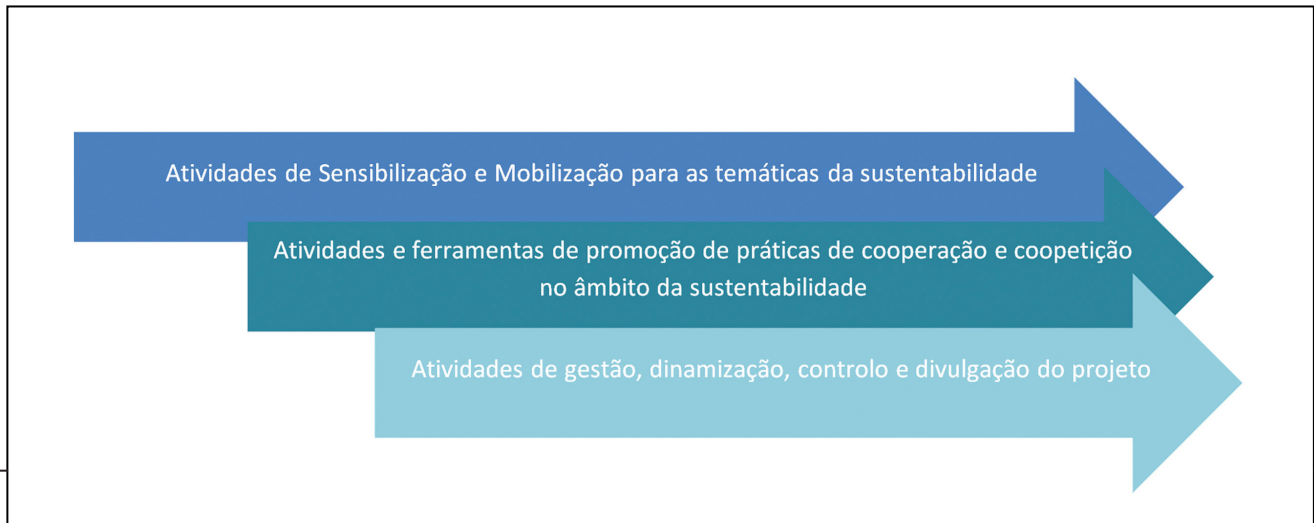 Atividades de Sensibilização e Mobilização para as temáticas da sustentabilidade
Atividades e ferramentas de promoção de práticas de cooperação e coopetição
no âmbito da sustentabilidade
Atividades de gestão, dinamização, controlo e divulgação do projeto